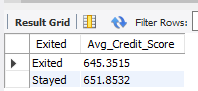 Result Grid Filter Rows:
Exited Avg_Credit_Score
Exited 645.3515
Stayed 651.8532